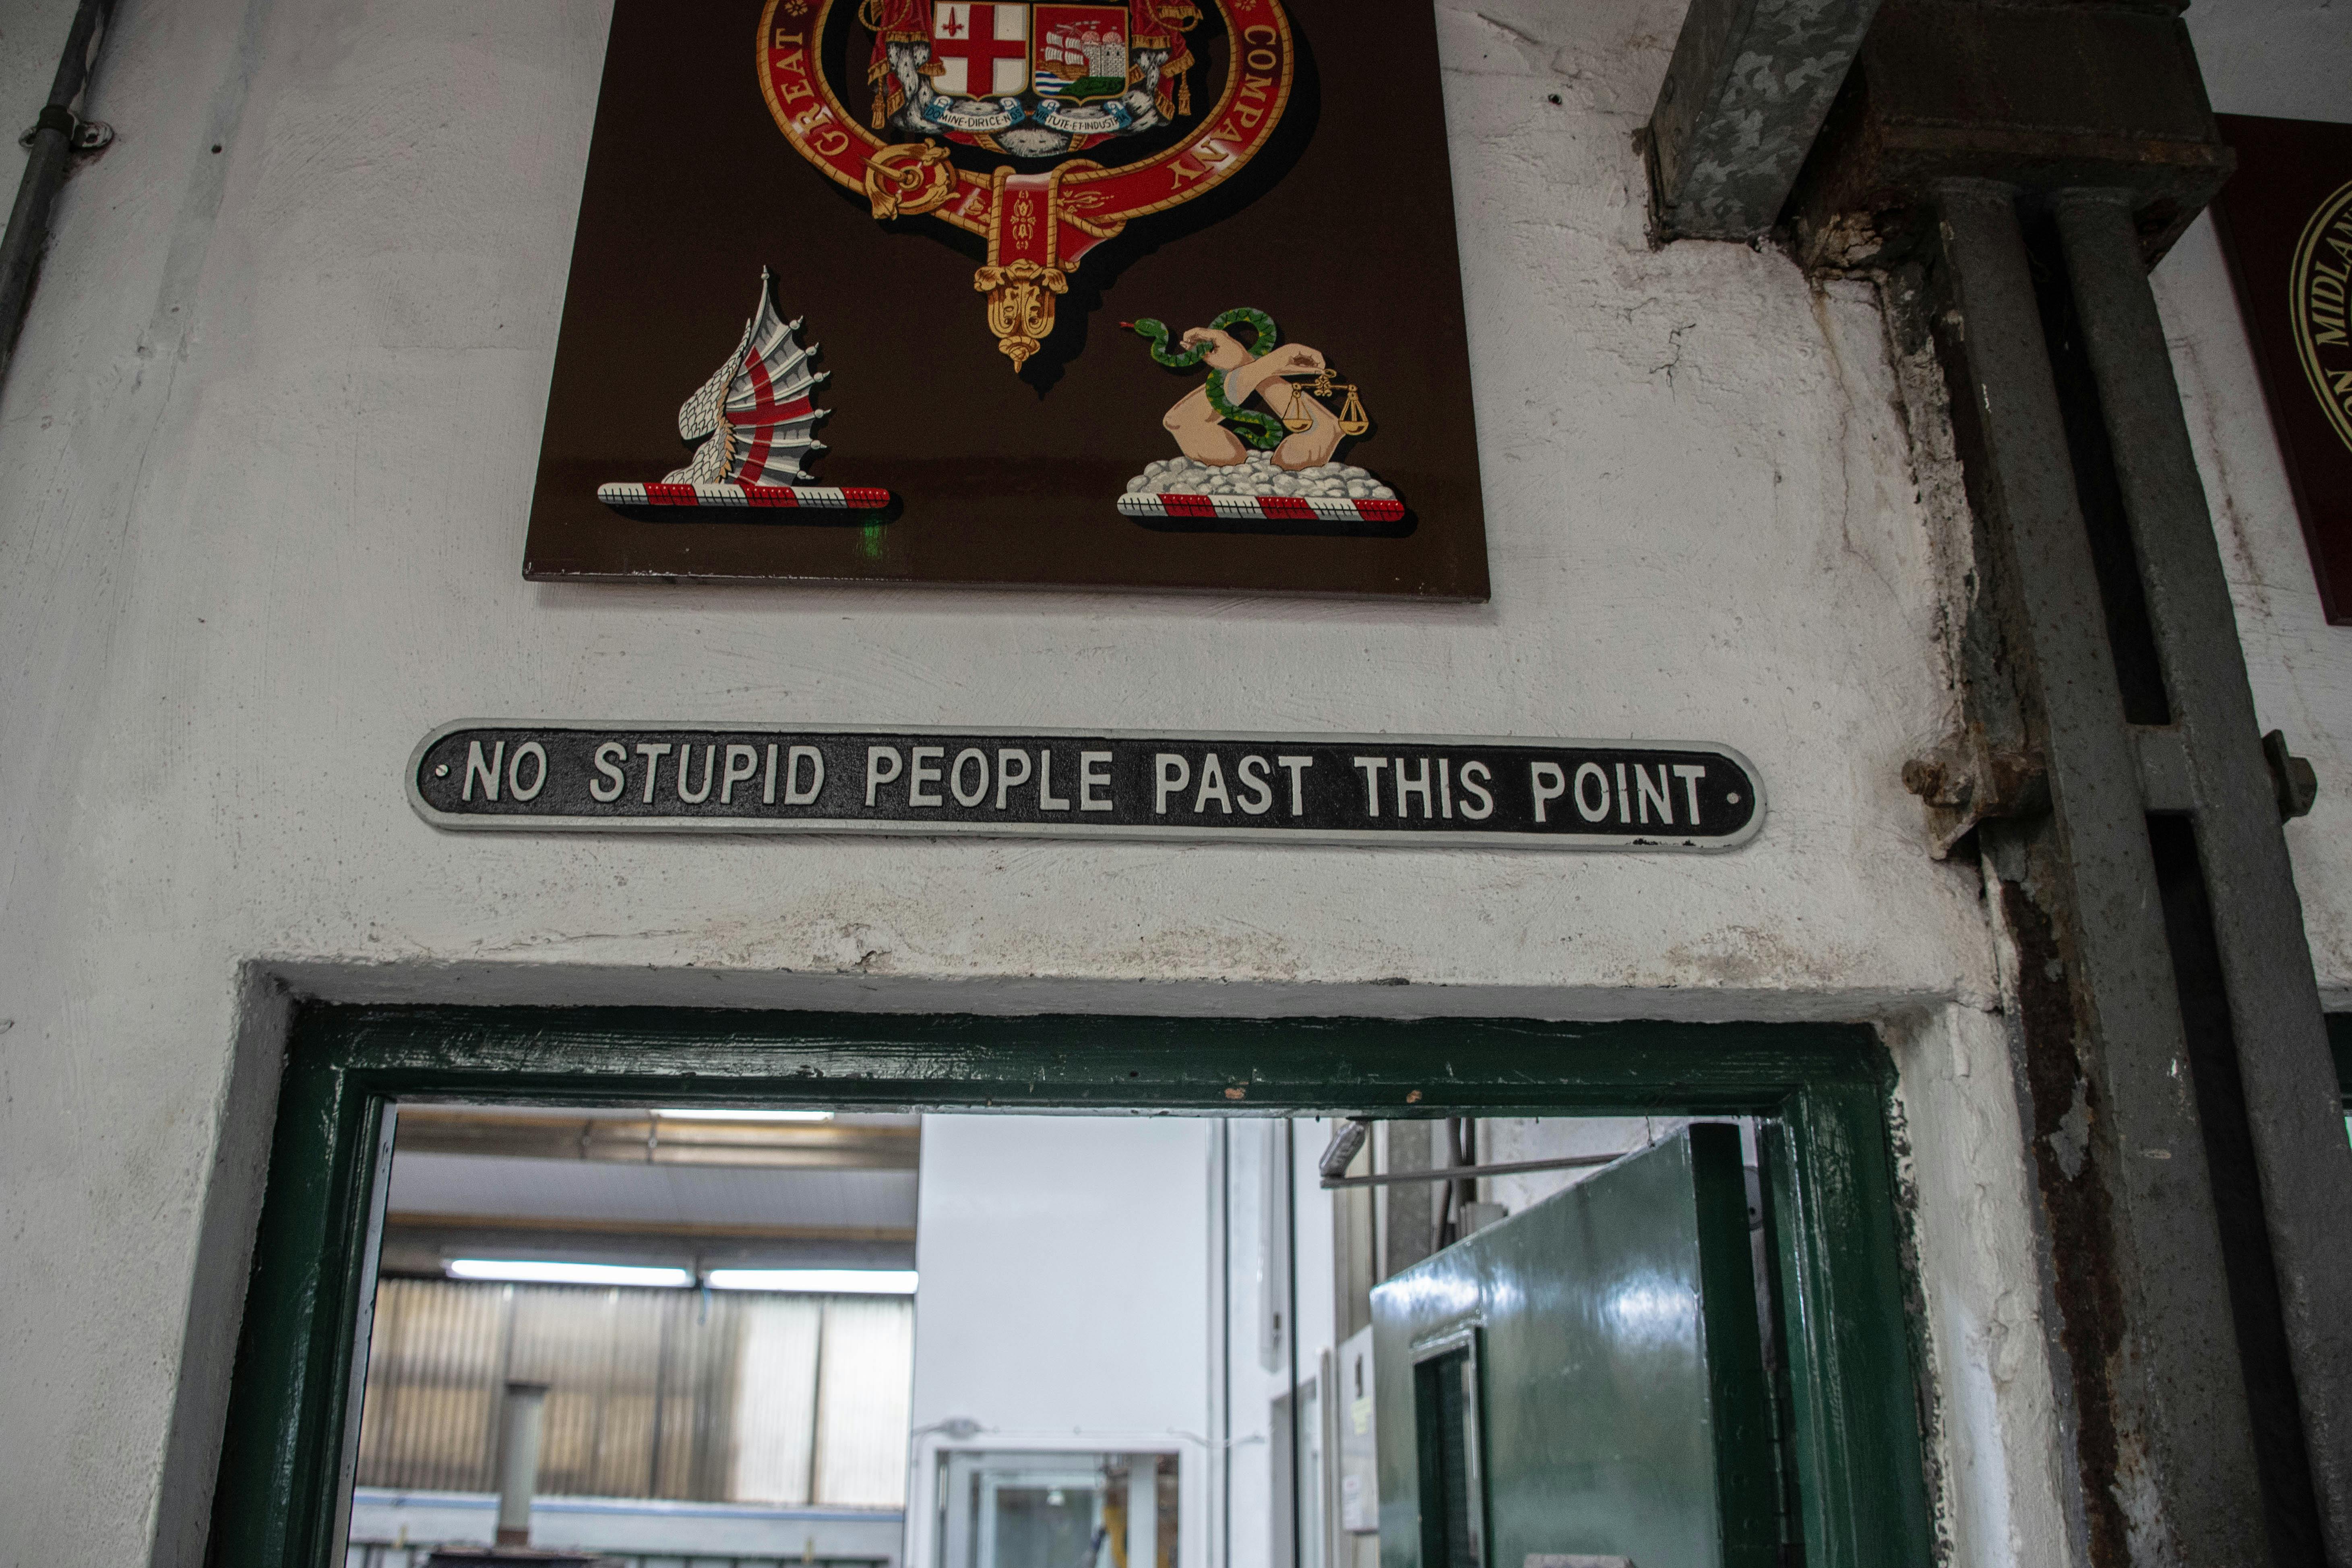 GREAT
COMPANY
DOMINE·DIRIGE·NOS
VIRTUTE·ET·INDUSTRIA
MIDLAN
NO STUPID PEOPLE PAST THIS POINT